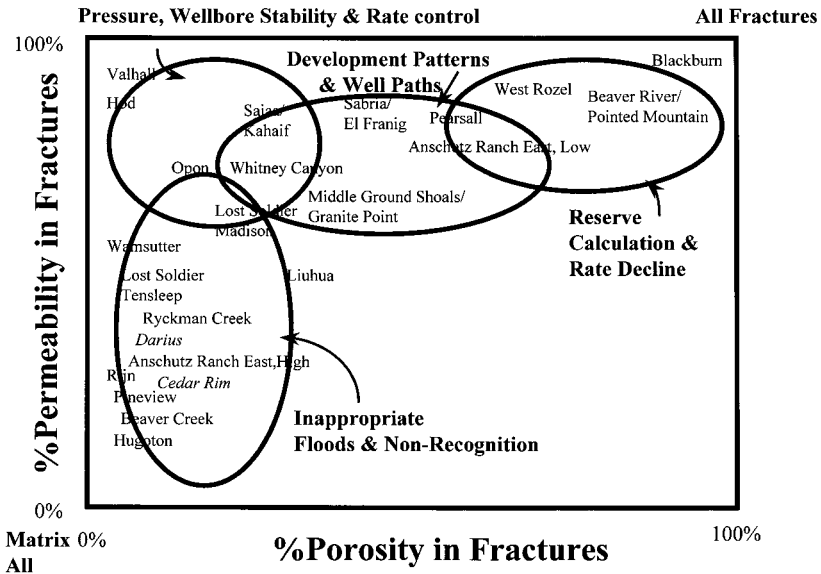 Pressure, Wellbore Stability & Rate control
All Fractures
100%
Development Patterns
& Well Paths
Blackburn
Valhall
Hod
West Rozel
Beaver River/
Pointed Mountain
Sajaa/
Kahaif
Sabria/
El Franig
Pearsall
Anschutz Ranch East, Low
Opon
Whitney Canyon
Middle Ground Shoals/
Granite Point
Lost Soldier
Madison
Reserve
Calculation &
Rate Decline
Wamsutter
Lost Soldier
Tensleep
Liuhua
Ryckman Creek
Darius
Anschutz Ranch East,High
Rijn
Cedar Rim
Pineview
Beaver Creek
Hugoton
Inappropriate
Floods & Non-Recognition
%Permeability in Fractures
0%
Matrix 0%
All
%Porosity in Fractures
100%